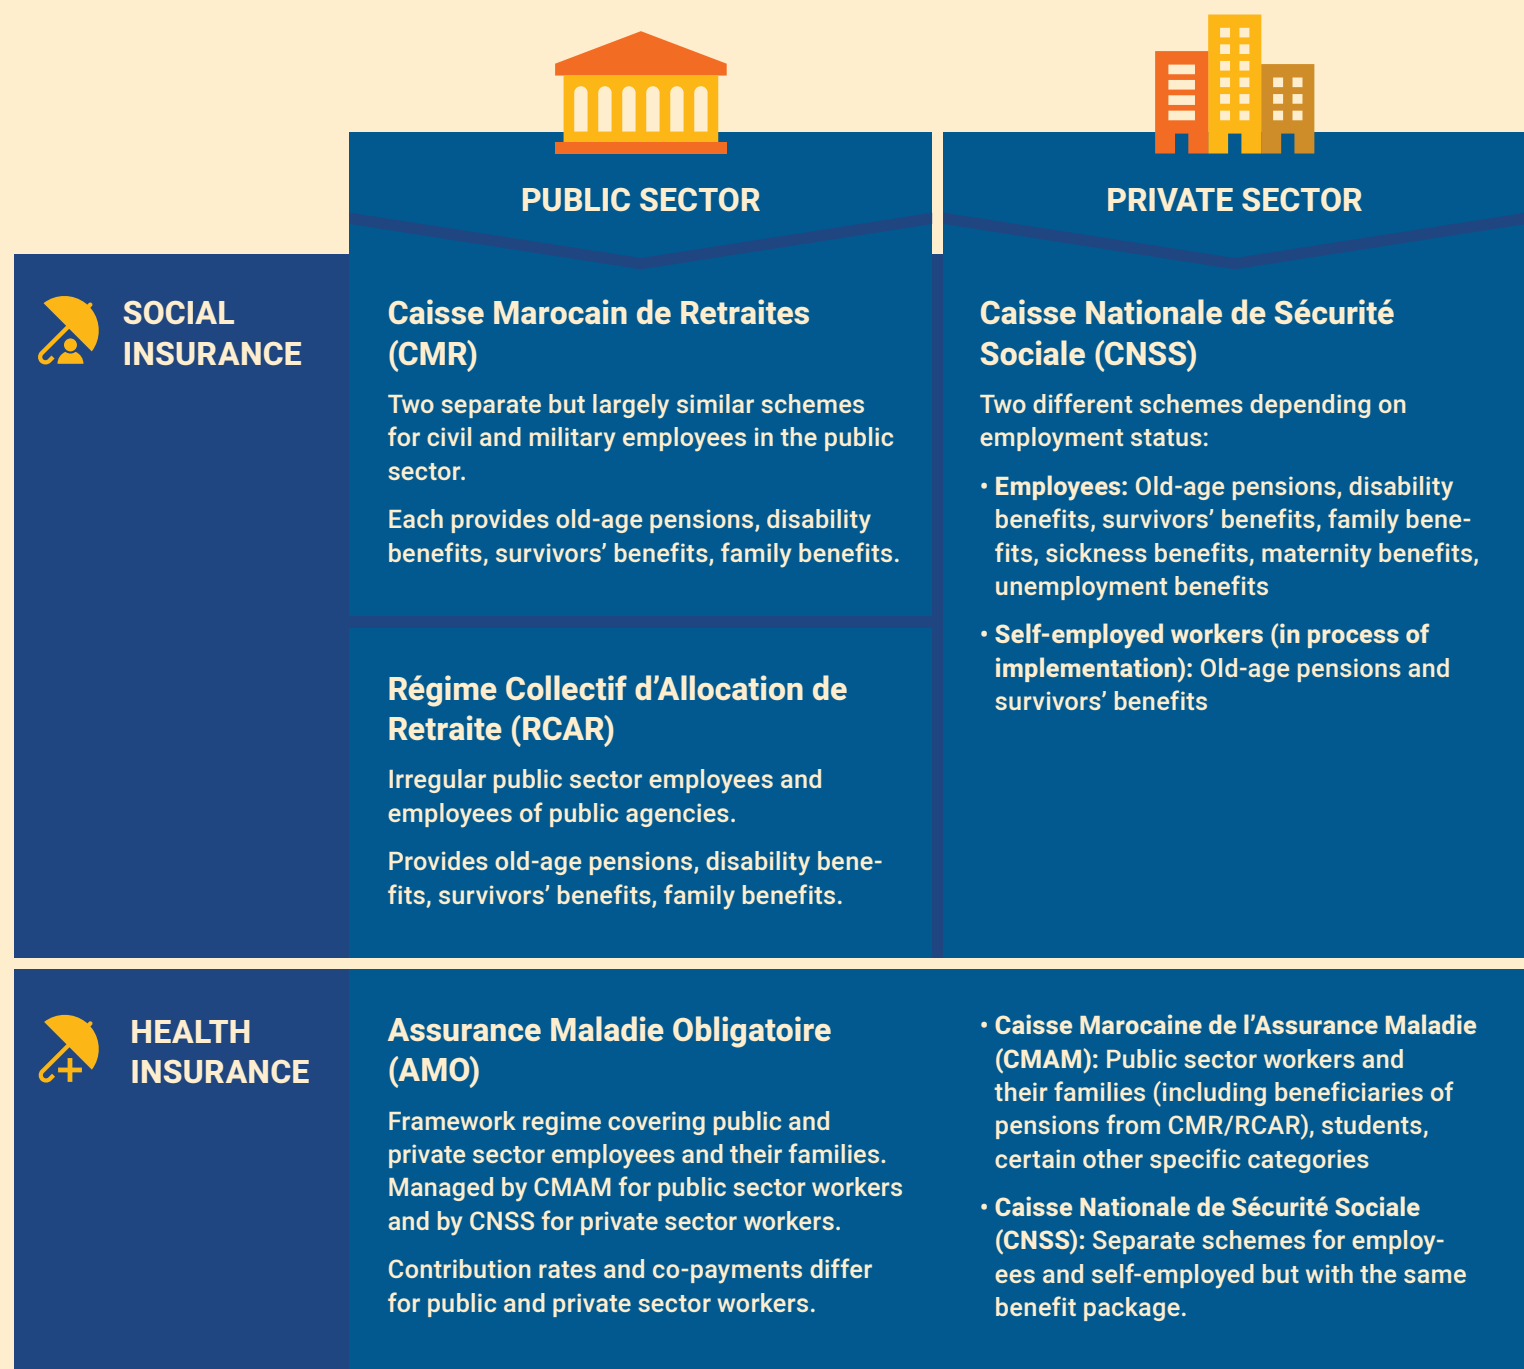 PUBLIC SECTOR
PRIVATE SECTOR
SOCIAL
INSURANCE
Caisse Marocain de Retraites
(CMR)
Two separate but largely similar schemes
for civil and military employees in the public
sector.
Each provides old-age pensions, disability
benefits, survivors’ benefits, family benefits.
Régime Collectif d’Allocation de
Retraite (RCAR)
Irregular public sector employees and
employees of public agencies.
Provides old-age pensions, disability bene-
fits, survivors’ benefits, family benefits.
Caisse Nationale de Sécurité
Sociale (CNSS)
Two different schemes depending on
employment status:
• Employees: Old-age pensions, disability
benefits, survivors’ benefits, family bene-
fits, sickness benefits, maternity benefits,
unemployment benefits
• Self-employed workers (in process of
implementation): Old-age pensions and
survivors’ benefits
HEALTH
INSURANCE
Assurance Maladie Obligatoire
(AMO)
Framework regime covering public and
private sector employees and their families.
Managed by CMAM for public sector workers
and by CNSS for private sector workers.
Contribution rates and co-payments differ
for public and private sector workers.
• Caisse Marocaine de l’Assurance Maladie
(CMAM): Public sector workers and
their families (including beneficiaries of
pensions from CMR/RCAR), students,
certain other specific categories
• Caisse Nationale de Sécurité Sociale
(CNSS): Separate schemes for employ-
ees and self-employed but with the same
benefit package.